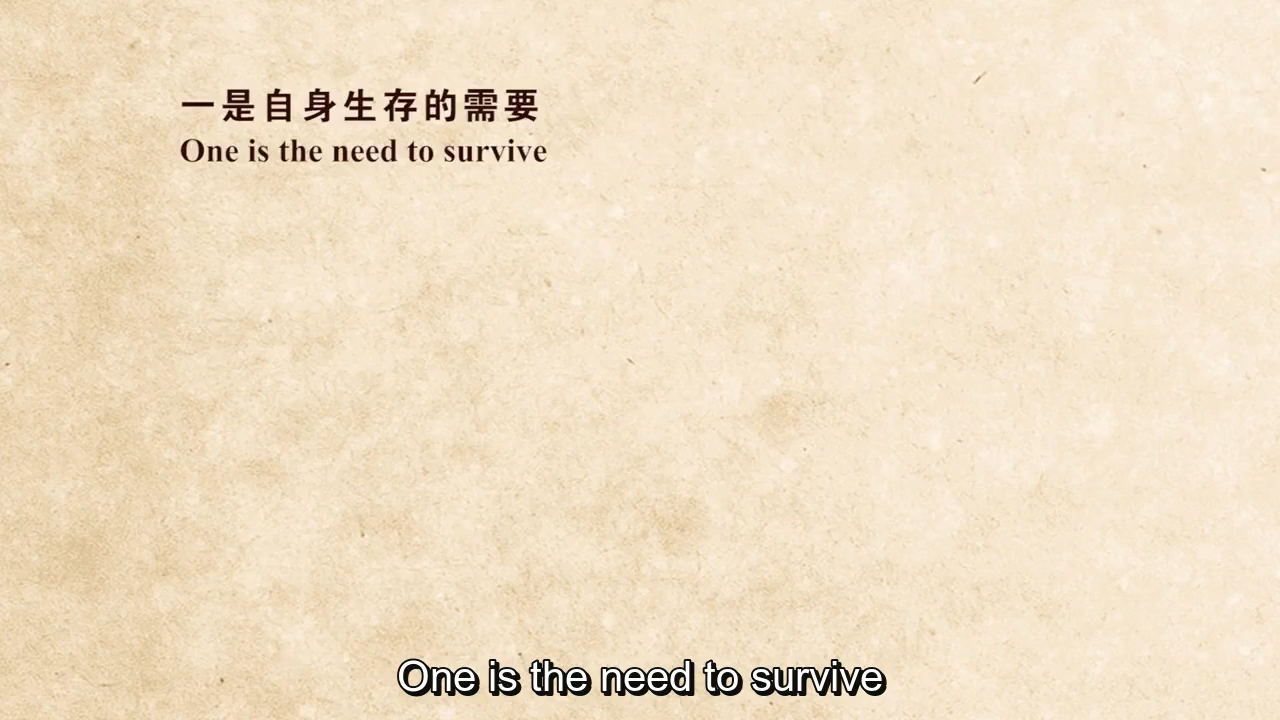 一是自身生存的需要
One is the need to survive
One is the need to survive